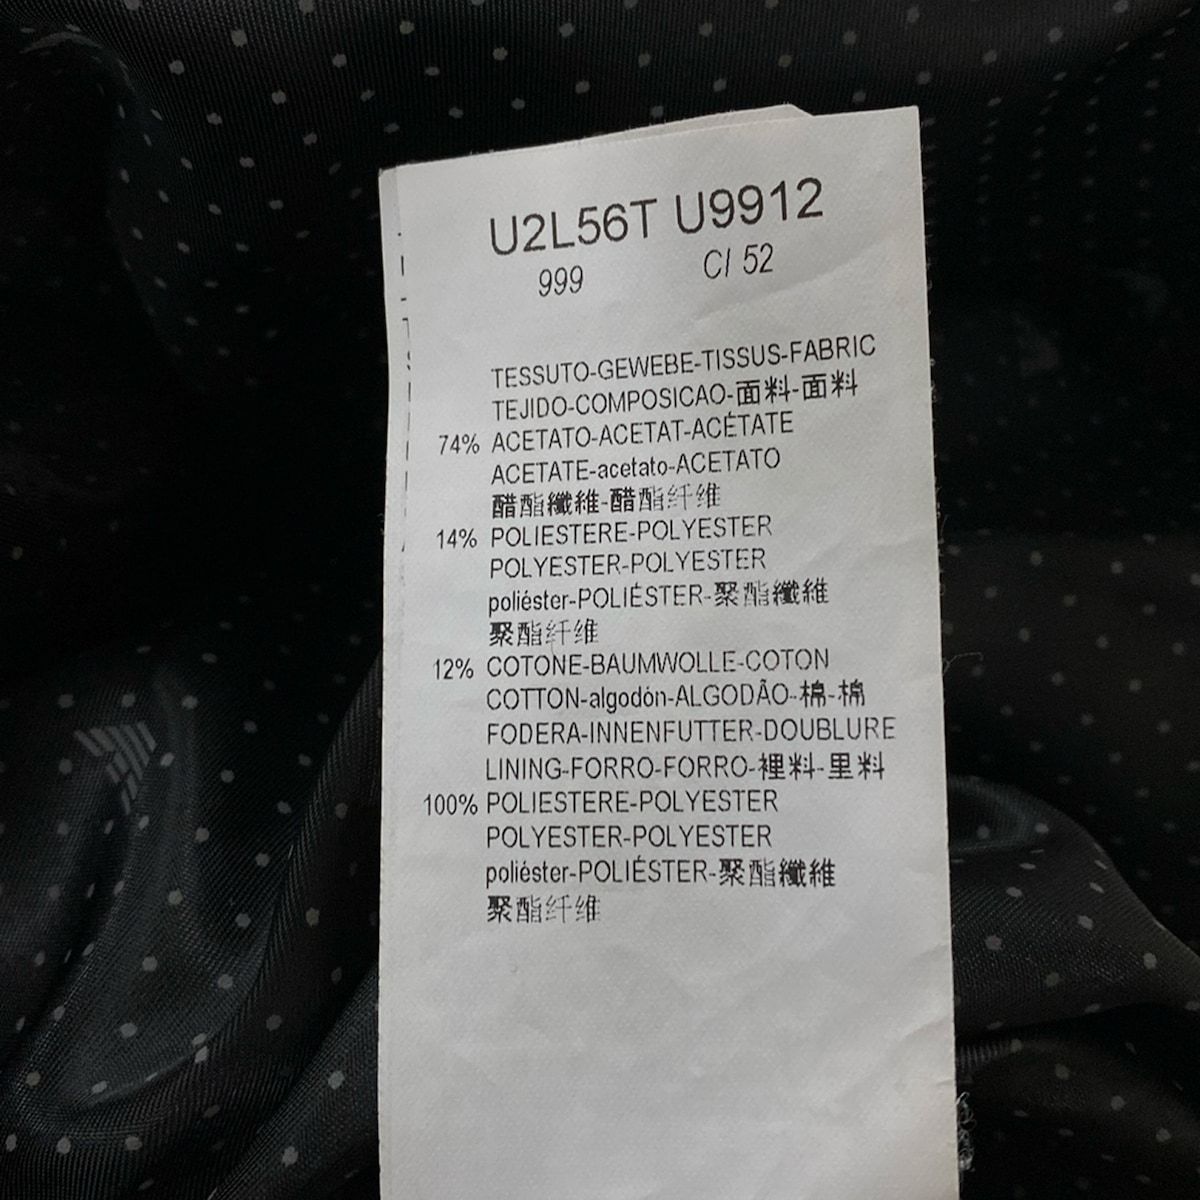 U2L56T U9912
999 C/ 52
TESSUTO-GEWEBE-TISSUS-FABRIC
TEJIDO-COMPOSICAO-面料-面料
74% ACETATO-ACETAT-ACÉTATE
ACETATE-acetato-ACETATO
醋酯纖維-醋酯纤维
14% POLIESTERE-POLYESTER
POLYESTER-POLYESTER
poliéster-POLIÉSTER-聚酯纖維
聚酯纤维
12% COTONE-BAUMWOLLE-COTON
COTTON-algodón-ALGODÃO-棉-棉
FODERA-INNENFUTTER-DOUBLURE
LINING-FORRO-FORRO-裡料-里料
100% POLIESTERE-POLYESTER
POLYESTER-POLYESTER
poliéster-POLIÉSTER-聚酯纖維
聚酯纤维